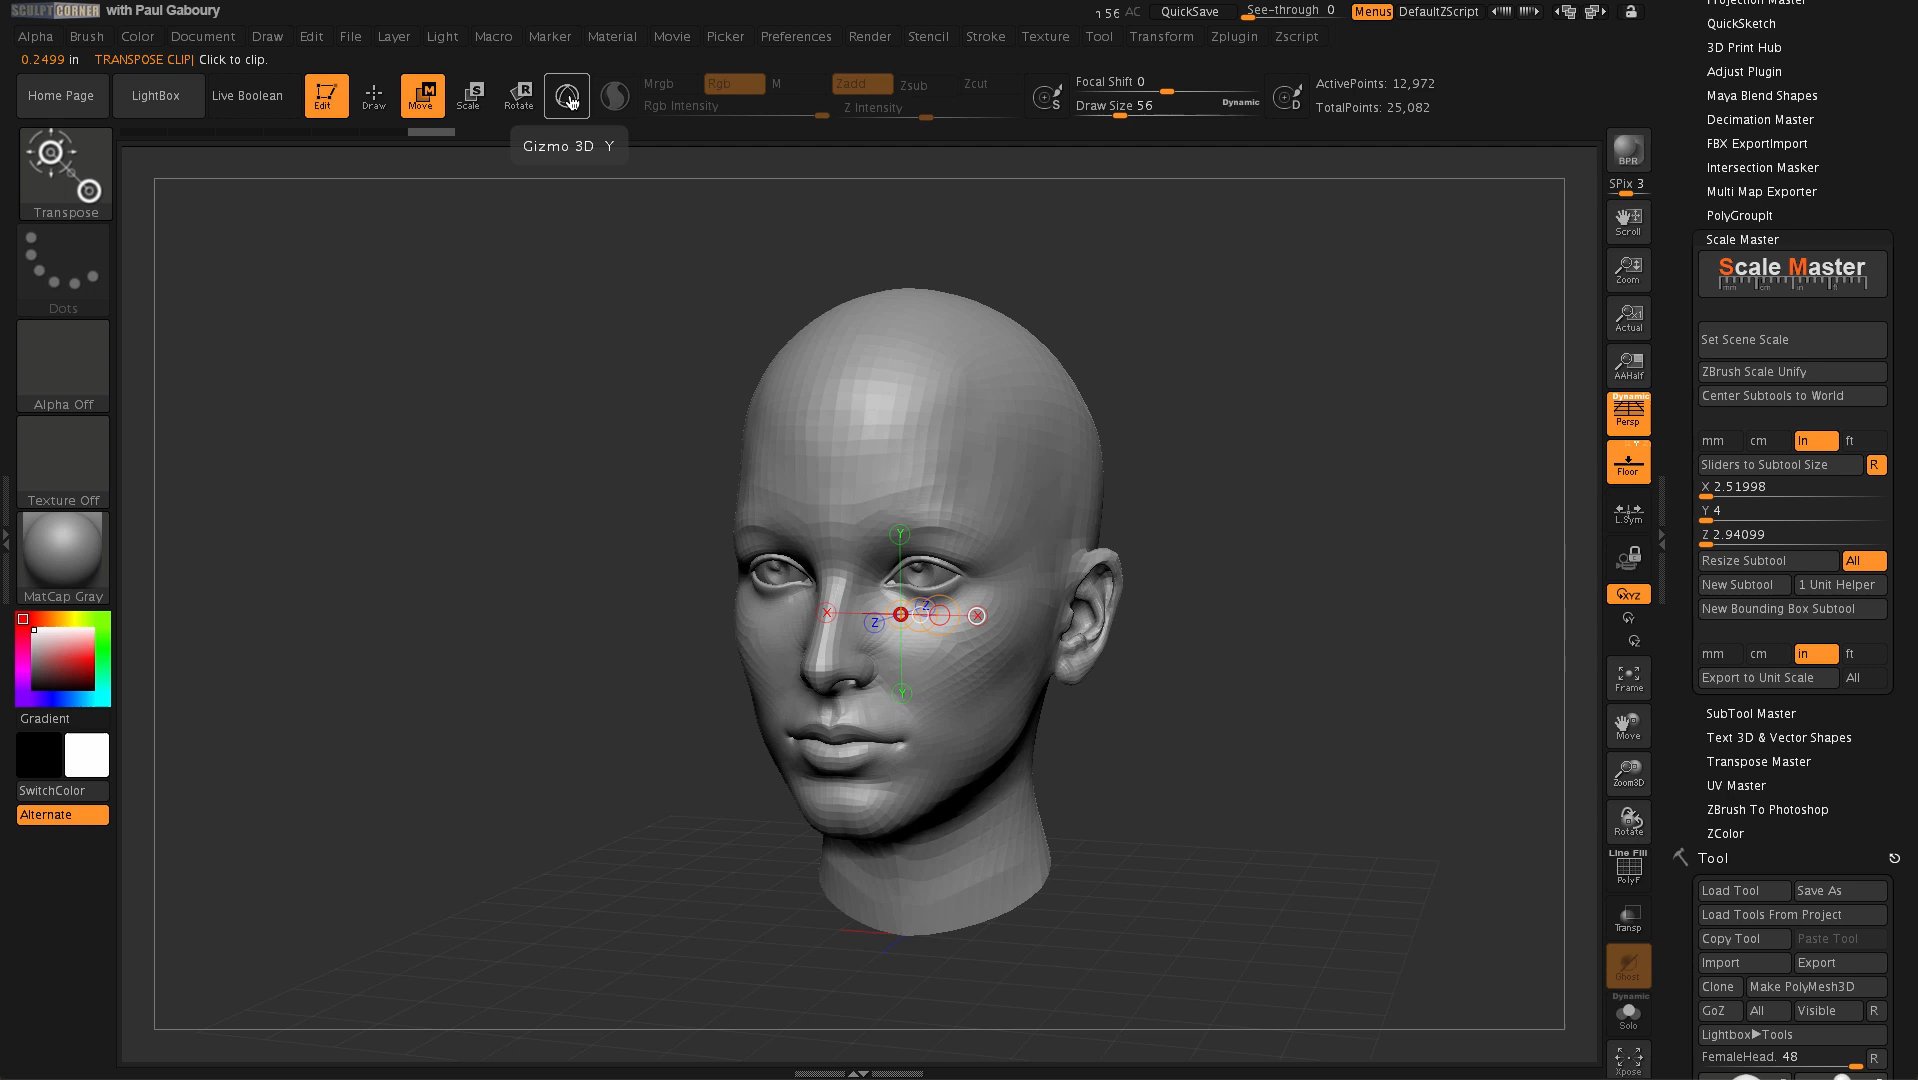 SCULPT CORNER with Paul Gaboury
AC QuickSave See-through 0 Menus DefaultZScript
Alpha Brush Color Document Draw Edit File Layer Light Macro Marker Material Movie Picker Preferences Render Stencil Stroke Texture Tool Transform Zplugin Zscript
0.2499 in TRANSPOSE CLIP| Click to clip.
Home Page
LightBox
Live Boolean
Edit
Draw
M
Move
S
Scale
R
Rotate
Mrgb Rgb M
Rgb Intensity
Zadd Zsub Zcut
Z Intensity
S
Focal Shift 0
Draw Size 56
Dynamic
D
ActivePoints: 12,972
TotalPoints: 25,082
Gizmo 3D Y
Transpose
Dots
Alpha Off
Texture Off
MatCap Gray
Gradient
SwitchColor
Alternate
Y
X
Z
Z
X
Y
BPR
SPix 3
Scroll
Zoom
Actual
AAHalf
Dynamic
Persp
Floor
L.Sym
XYZ
Y
Z
Frame
Move
Zoom3D
Rotate
Line Fill
PolyF
Transp
Ghost
Dynamic
Solo
Xpose
QuickSketch
3D Print Hub
Adjust Plugin
Maya Blend Shapes
Decimation Master
FBX ExportImport
Intersection Masker
Multi Map Exporter
PolyGroupIt
Scale Master
Scale Master
mm cm in ft
Set Scene Scale
ZBrush Scale Unify
Center Subtools to World
mm cm In ft
Sliders to Subtool Size R
X 2.51998
Y 4
Z 2.94099
Resize Subtool All
New Subtool 1 Unit Helper
New Bounding Box Subtool
mm cm in ft
Export to Unit Scale All
SubTool Master
Text 3D & Vector Shapes
Transpose Master
UV Master
ZBrush To Photoshop
ZColor
Tool
Load Tool Save As
Load Tools From Project
Copy Tool Paste Tool
Import Export
Clone Make PolyMesh3D
GoZ All Visible R
Lightbox▶Tools
FemaleHead. 48 R